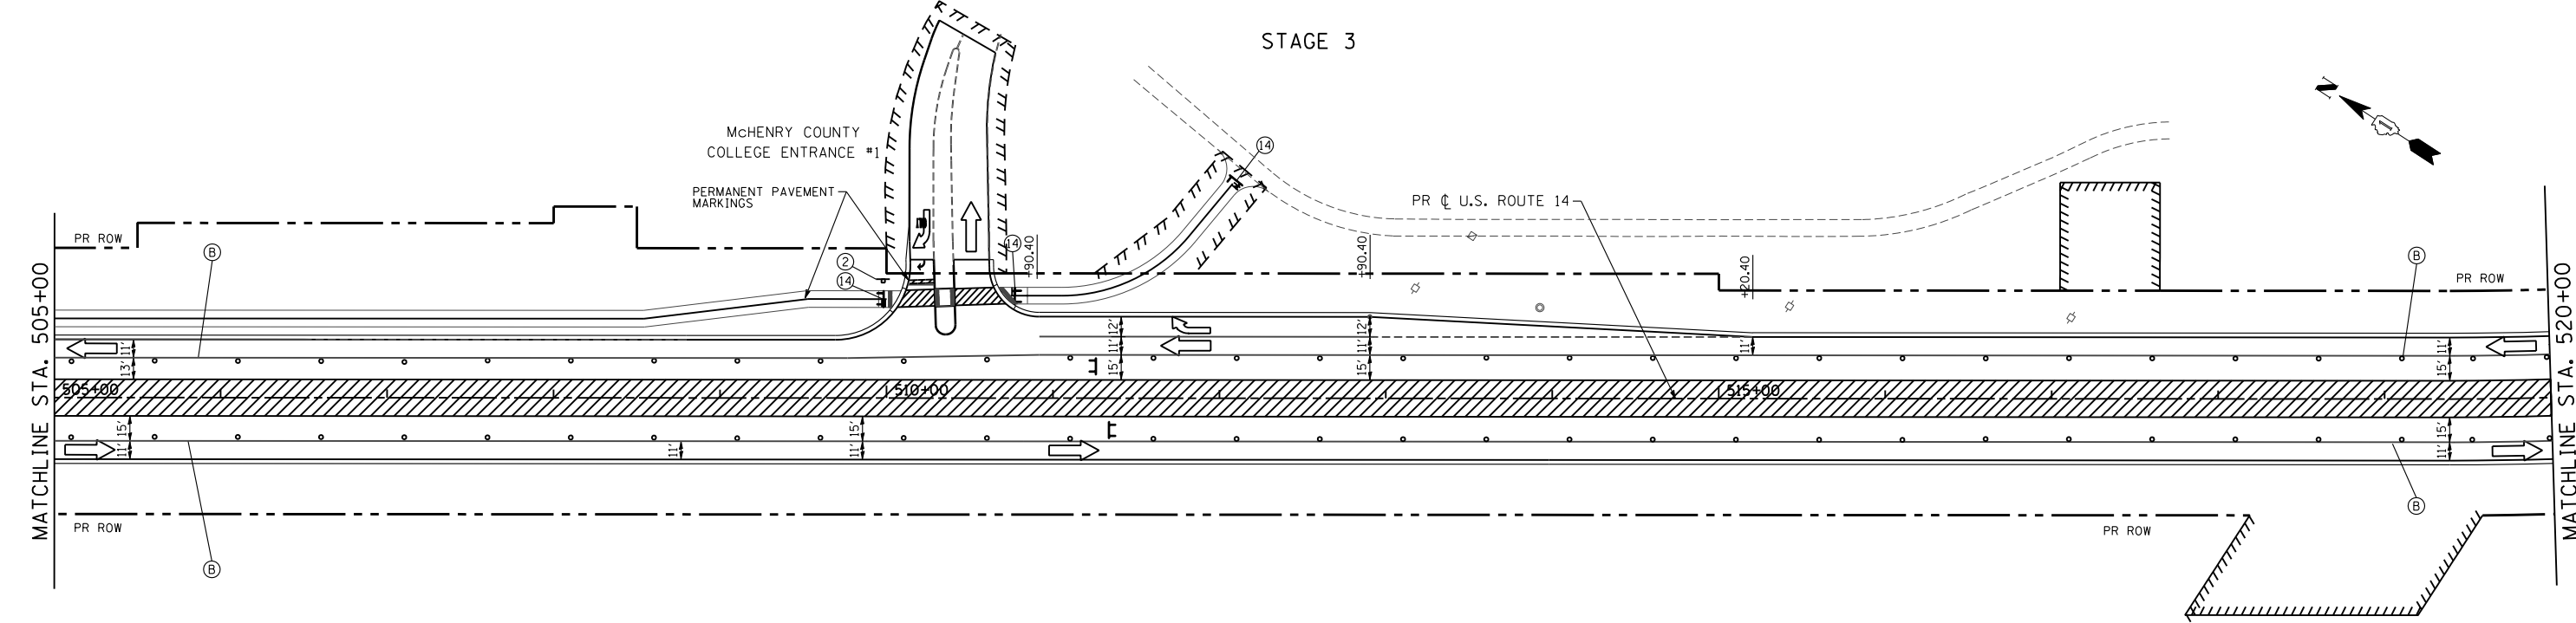 STAGE 3
N
McHENRY COUNTY
COLLEGE ENTRANCE #1
PERMANENT PAVEMENT
MARKINGS
14
PR ℄ U.S. ROUTE 14
PR ROW
B
2
14
14
+90.40
+90.40
+20.40
B
PR ROW
MATCHLINE STA. 505+00
MATCHLINE STA. 520+00
11'
13'
12'
11'
15'
12'
11'
15'
11'
11'
15'
505+00
510+00
515+00
15'
11'
11'
15'
11'
15'
11'
PR ROW
B
PR ROW
B